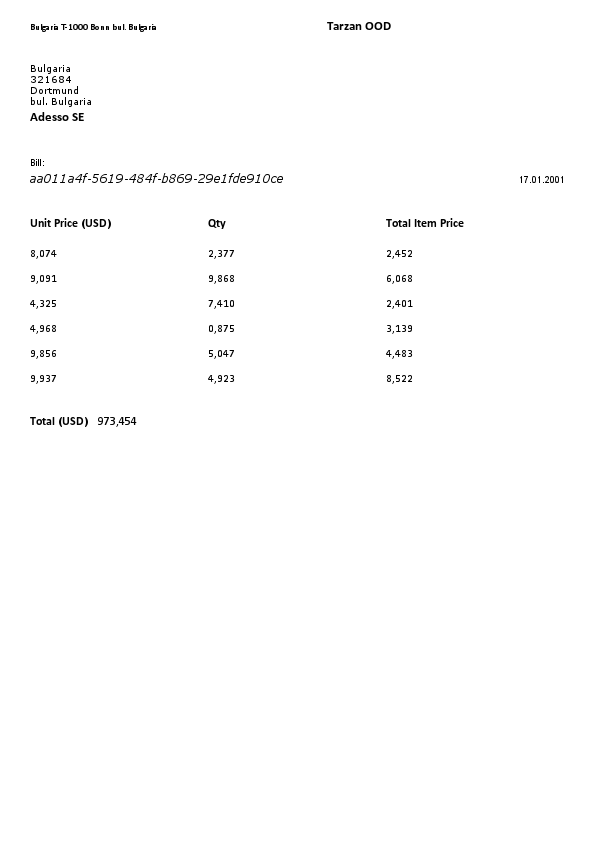 Bulgaria T-1000 Bonn bul. Bulgaria Tarzan OOD
Bulgaria
321684
Dortmund
bul. Bulgaria
Adesso SE
Bill:
aa011a4f-5619-484f-b869-29e1fde910ce 17.01.2001
Unit Price (USD) Qty Total Item Price
8,074 2,377 2,452
9,091 9,868 6,068
4,325 7,410 2,401
4,968 0,875 3,139
9,856 5,047 4,483
9,937 4,923 8,522
Total (USD) 973,454